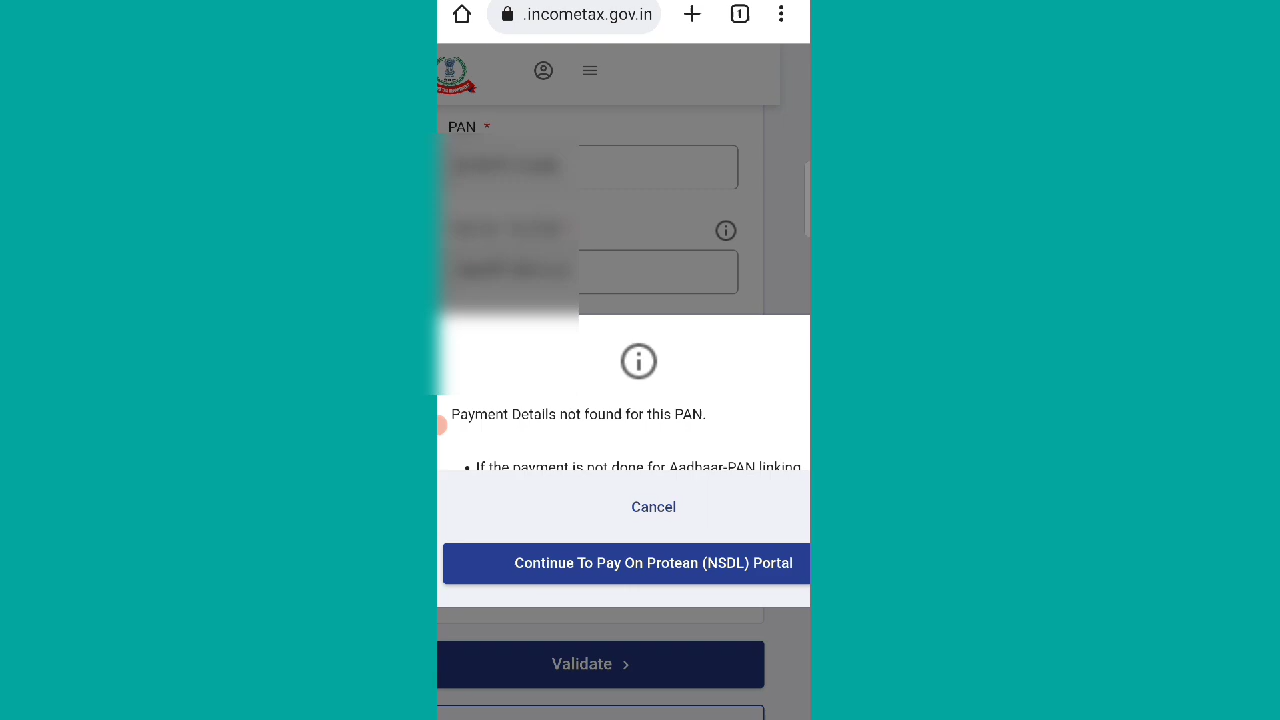 .incometax.gov.in
1
PAN *
Payment Details not found for this PAN.
• If the payment is not done for Aadhaar-PAN linking
Cancel
Continue To Pay On Protean (NSDL) Portal
Validate >